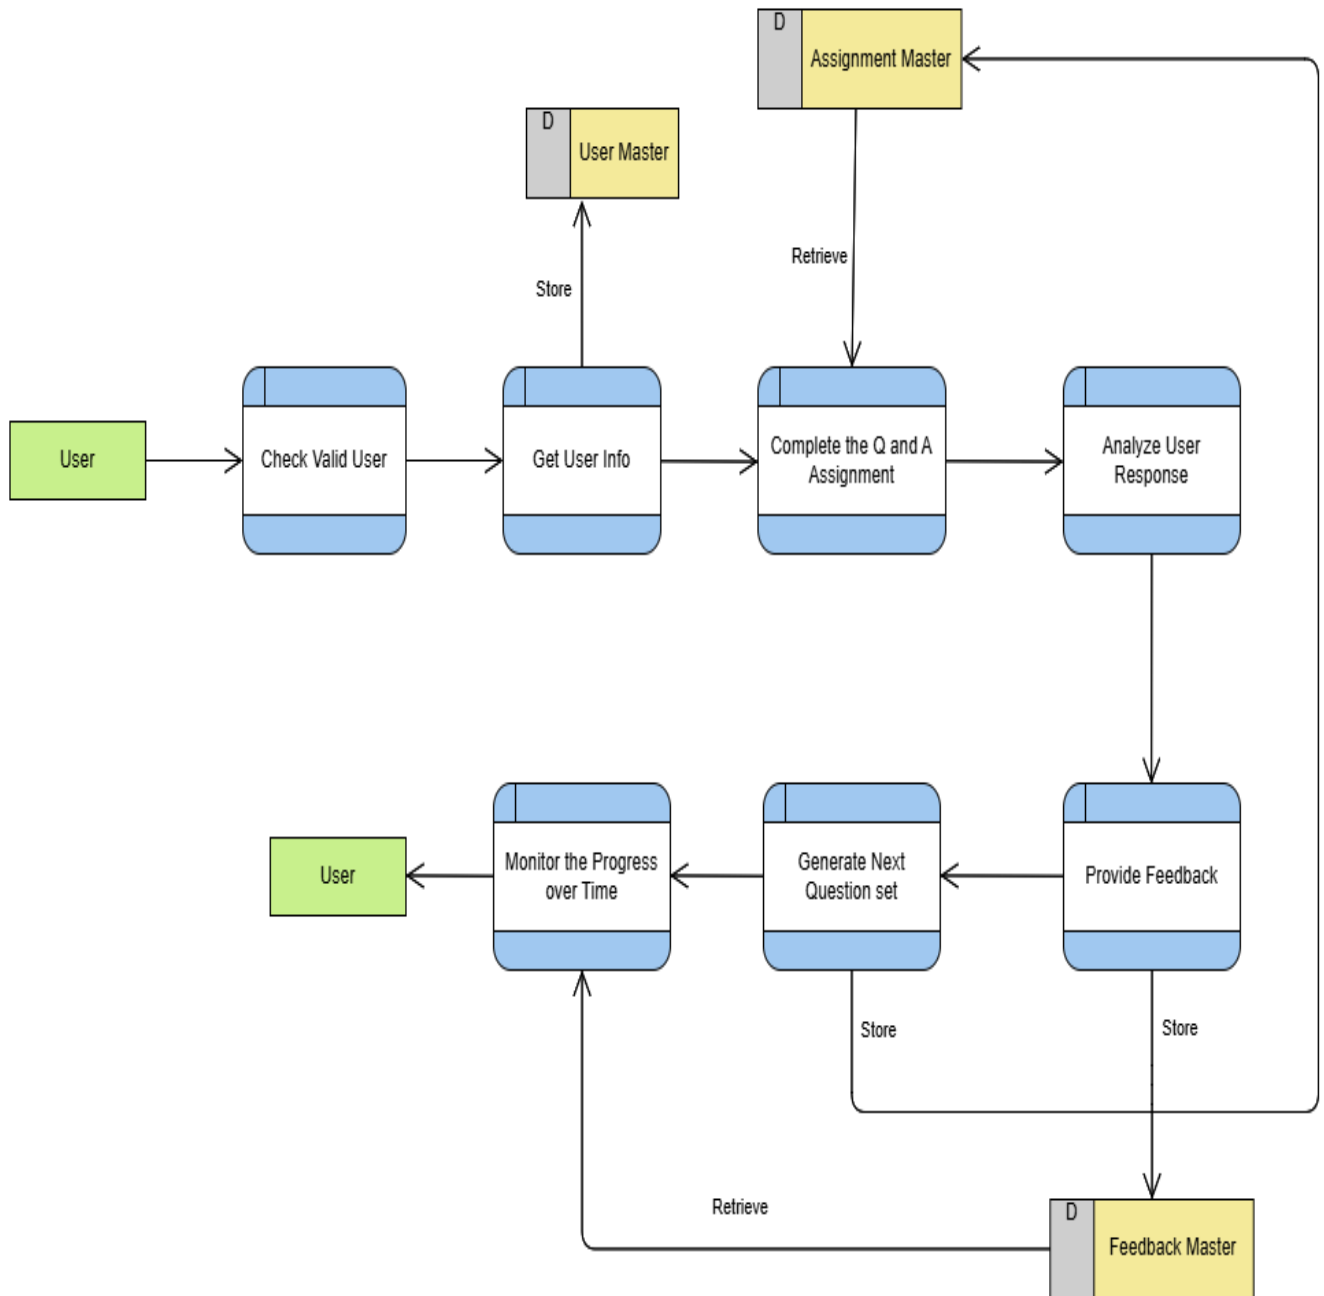 D
Assignment Master
D
User Master
Retrieve
Store
User
Check Valid User
Get User Info
Complete the Q and A
Assignment
Analyze User
Response
User
Monitor the Progress
over Time
Generate Next
Question set
Provide Feedback
Store
Store
Retrieve
D
Feedback Master